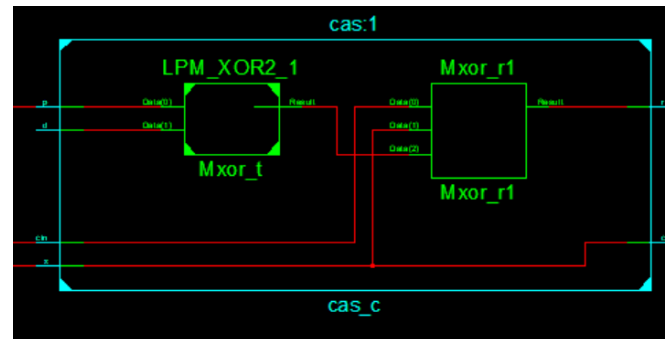 cas:1
LPM_XOR2_1
Mxor_r1
p
Data(0)
Result
Data(0)
Result
r
d
Data(1)
Data(1)
Data(2)
Mxor_t
Mxor_r1
cin
x
cas_c